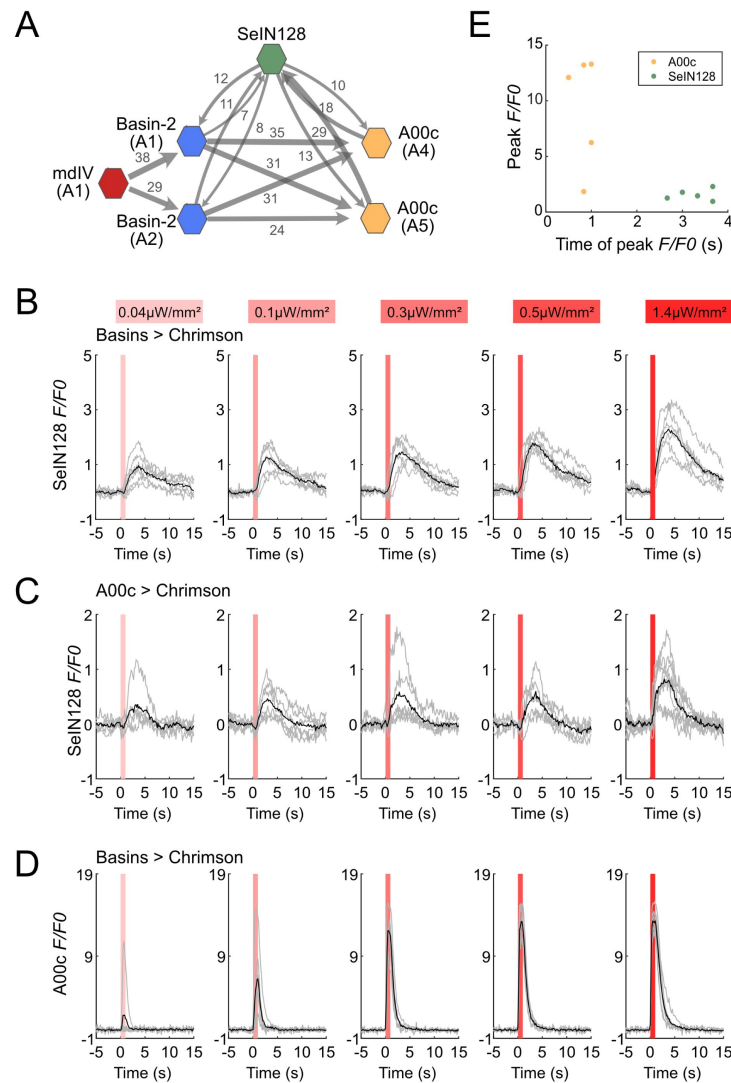 A
SeIN128
12
11
7
10
18
Basin-2
(A1)
8
35
29
A00c
(A4)
38
mdIV
(A1)
13
31
29
31
Basin-2
(A2)
24
A00c
(A5)
E
15
10
5
0
Peak F/F0
A00c
SeIN128
0 1 2 3 4
Time of peak F/F0 (s)
B
0.04µW/mm² 0.1µW/mm² 0.3µW/mm² 0.5µW/mm² 1.4µW/mm²
Basins > Chrimson
SeIN128 F/F0
5 5 5 5 5
3 3 3 3 3
1 1 1 1 1
-1 -1 -1 -1 -1
-5 0 5 10 15 -5 0 5 10 15 -5 0 5 10 15 -5 0 5 10 15 -5 0 5 10 15
Time (s) Time (s) Time (s) Time (s) Time (s)
C
A00c > Chrimson
SeIN128 F/F0
2 2 2 2 2
1 1 1 1 1
0 0 0 0 0
-1 -1 -1 -1 -1
-5 0 5 10 15 -5 0 5 10 15 -5 0 5 10 15 -5 0 5 10 15 -5 0 5 10 15
Time (s) Time (s) Time (s) Time (s) Time (s)
D
Basins > Chrimson
A00c F/F0
19 19 19 19 19
9 9 9 9 9
-1 -1 -1 -1 -1
-5 0 5 10 15 -5 0 5 10 15 -5 0 5 10 15 -5 0 5 10 15 -5 0 5 10 15
Time (s) Time (s) Time (s) Time (s) Time (s)